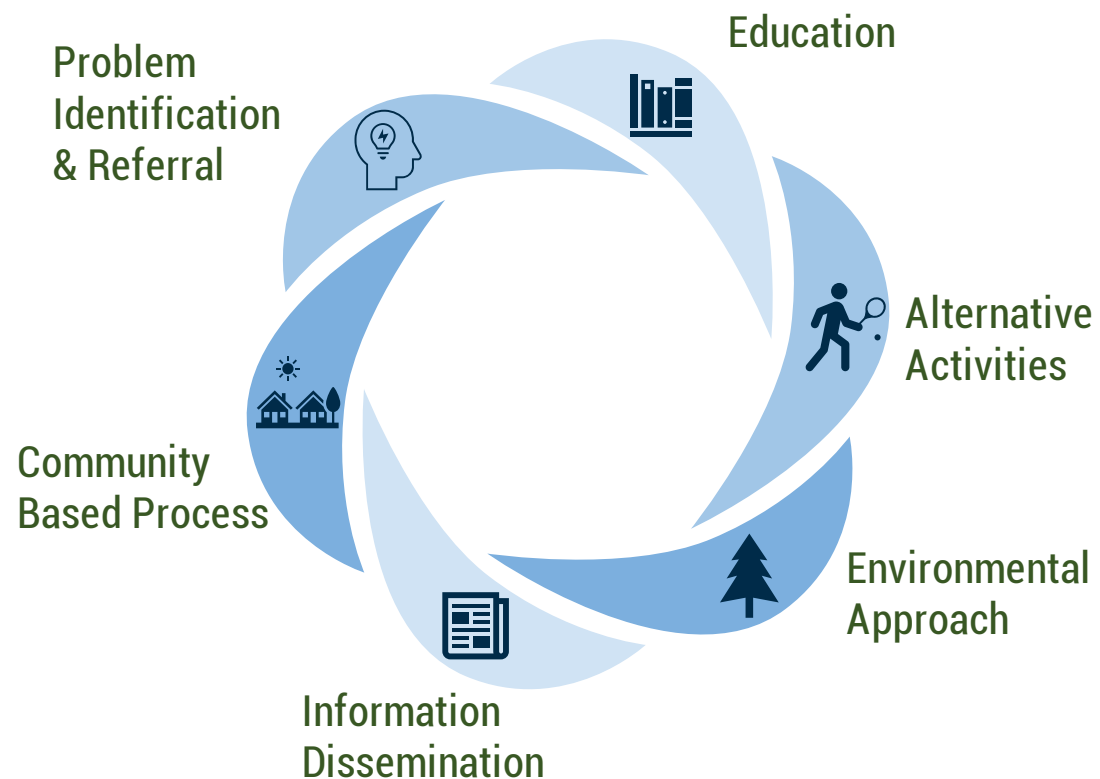 Education
Problem
Identification
& Referral
Alternative
Activities
Community
Based Process
Environmental
Approach
Information
Dissemination